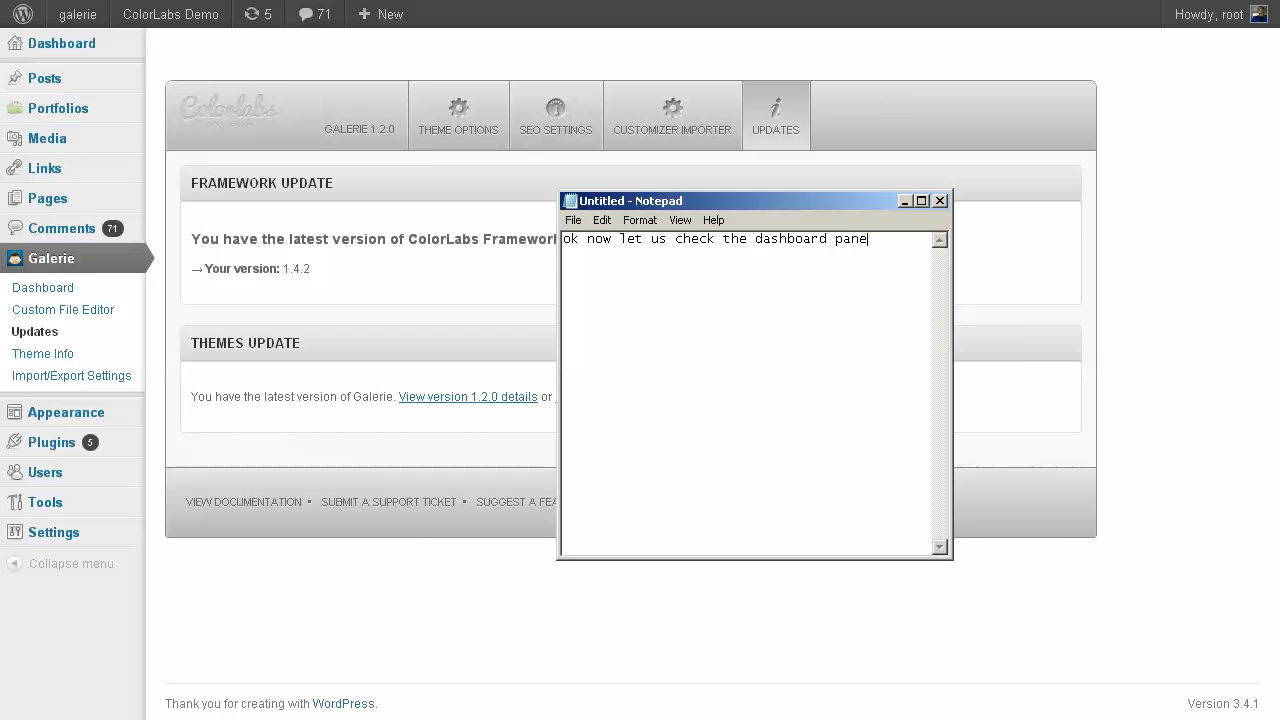 galerie
ColorLabs Demo
5
71
New
Howdy, root
Dashboard
Posts
Portfolios
Media
Links
Pages
Comments 71
Galerie
Dashboard
Custom File Editor
Updates
Theme Info
Import/Export Settings
Appearance
Plugins 5
Users
Tools
Settings
Collapse menu
Colorlabs
GALERIE 1.2.0
THEME OPTIONS
SEO SETTINGS
CUSTOMIZER IMPORTER
UPDATES
FRAMEWORK UPDATE
You have the latest version of ColorLabs Framework
→ Your version: 1.4.2
THEMES UPDATE
You have the latest version of Galerie. View version 1.2.0 details or
VIEW DOCUMENTATION • SUBMIT A SUPPORT TICKET • SUGGEST A FEA
Untitled - Notepad
File Edit Format View Help
ok now let us check the dashboard pane
Thank you for creating with WordPress.
Version 3.4.1